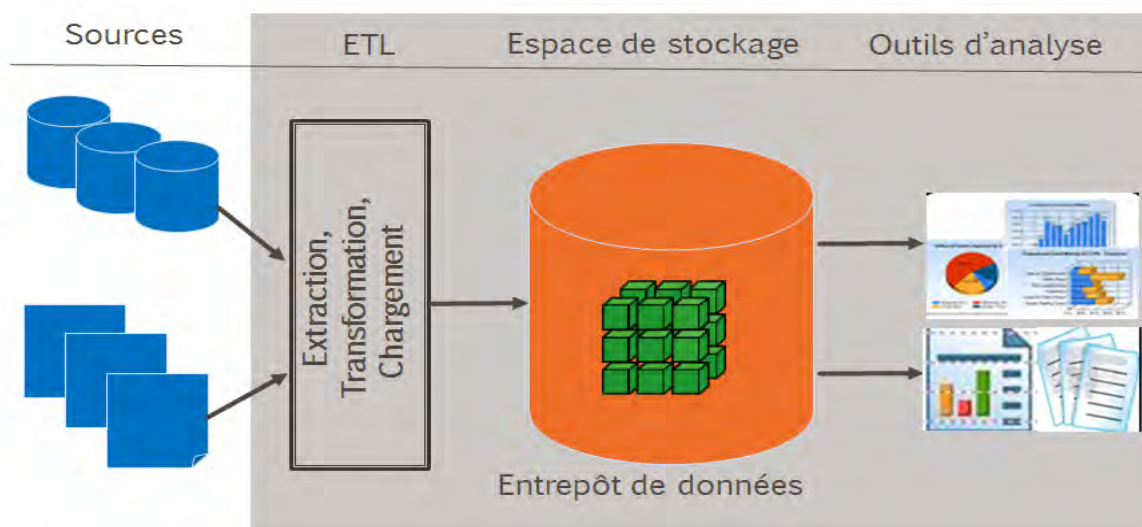 Sources
ETL
Espace de stockage
Outils d'analyse
Extraction,
Transformation,
Chargement
Entrepôt de données